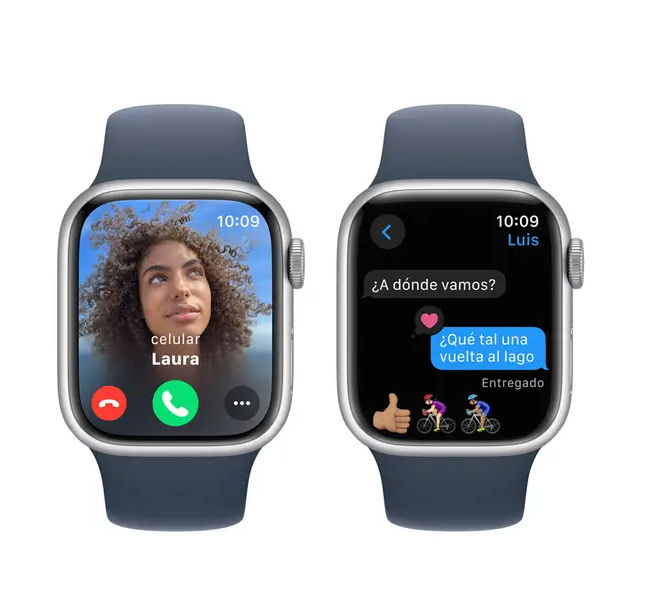 10:09
celular
Laura
10:09
Luis
¿A dónde vamos?
¿Qué tal una
vuelta al lago
Entregado